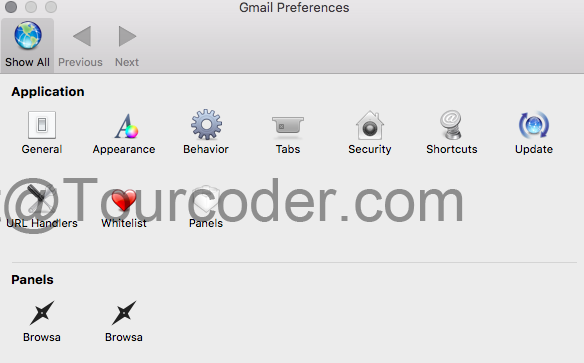 Gmail Preferences
Show All Previous Next
Application
General Appearance Behavior Tabs Security Shortcuts Update
@Tourcoder.com
URL Handlers Whitelist Panels
Panels
Browsa Browsa